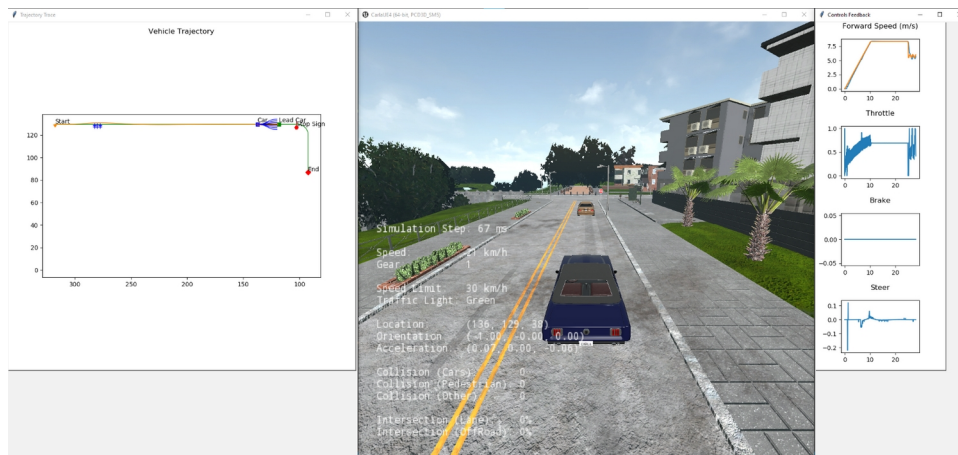 Trajectory Trace
Vehicle Trajectory
Start
Car
Lead Car
Stop Sign
End
120
100
80
60
40
20
0
300
250
200
150
100
CarlaUE4 (64-bit, PCD3D_SM5)
Simulation Step: 67 ms
Speed: 21 km/h
Gear: 1
Speed Limit: 30 km/h
Traffic Light: Green
Location: (136, 129, 38)
Orientation (-1.00, -0.00, 0.00)
Acceleration (0.07, 0.00, -0.06)
Collision (Cars) 0
Collision (Pedestrian) 0
Collision (Other) 0
Intersection (Lane) 0%
Intersection (OffRoad) 0%
Controls Feedback
Forward Speed (m/s)
7.5
5.0
2.5
0.0
0 10 20
Throttle
1.0
0.5
0.0
0 10 20
Brake
0.05
0.00
−0.05
0 10 20
Steer
0.1
0.0
−0.1
−0.2
0 10 20